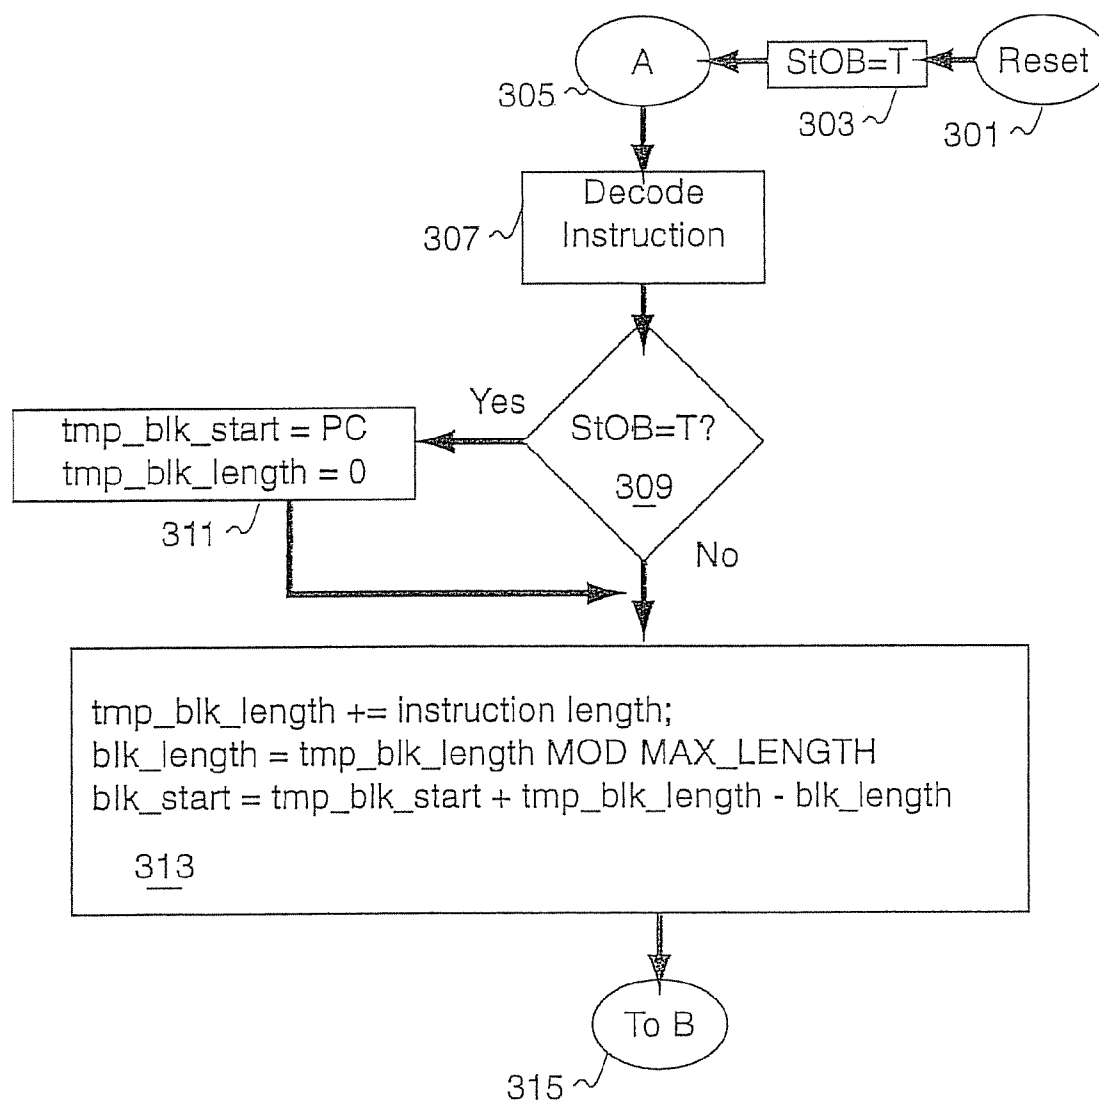 A
StOB=T
Reset
305
303
301
Decode
Instruction
307
Yes
StOB=T?
309
tmp_blk_start = PC
tmp_blk_length = 0
311
No
tmp_blk_length += instruction length;
blk_length = tmp_blk_length MOD MAX_LENGTH
blk_start = tmp_blk_start + tmp_blk_length - blk_length
313
To B
315